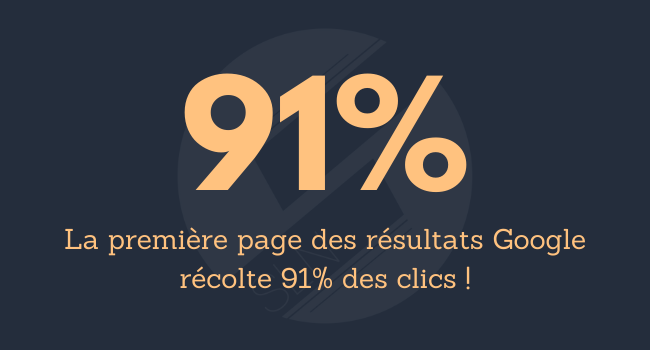 91%
La première page des résultats Google
récolte 91% des clics !